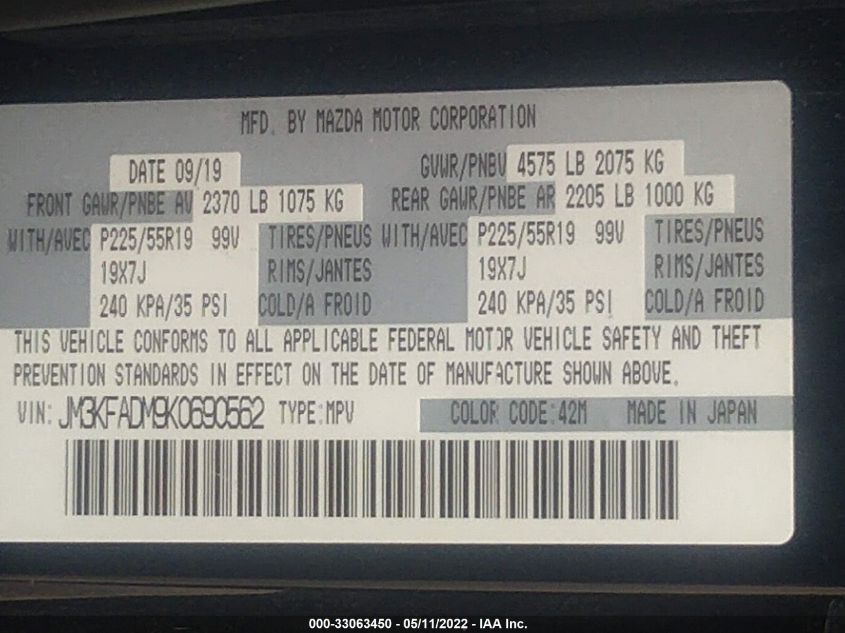 MFD. BY MAZDA MOTOR CORPORATION
DATE 09/19 GVWR/PNBV 4575 LB 2075 KG
FRONT GAWR/PNBE AV 2370 LB 1075 KG REAR GAWR/PNBE AR 2205 LB 1000 KG
WITH/AVEC P225/55R19 99V TIRES/PNEUS WITH/AVEC P225/55R19 99V TIRES/PNEUS
19X7J RIMS/JANTES 19X7J RIMS/JANTES
240 KPA/35 PSI COLD/A FROID 240 KPA/35 PSI COLD/A FROID
THIS VEHICLE CONFORMS TO ALL APPLICABLE FEDERAL MOTOR VEHICLE SAFETY AND THEFT
PREVENTION STANDARDS IN EFFECT ON THE DATE OF MANUFACTURE SHOWN ABOVE.
VIN: JM3KFADM9K0690562 TYPE:MPV COLOR CODE:42M MADE IN JAPAN
000-33063450 - 05/11/2022 - IAA Inc.